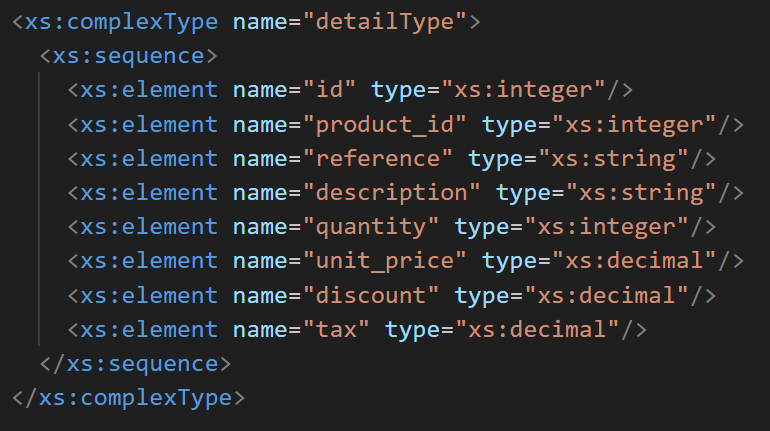 <xs:complexType name="detailType">
<xs:sequence>
<xs:element name="id" type="xs:integer"/>
<xs:element name="product_id" type="xs:integer"/>
<xs:element name="reference" type="xs:string"/>
<xs:element name="description" type="xs:string"/>
<xs:element name="quantity" type="xs:integer"/>
<xs:element name="unit_price" type="xs:decimal"/>
<xs:element name="discount" type="xs:decimal"/>
<xs:element name="tax" type="xs:decimal"/>
</xs:sequence>
</xs:complexType>